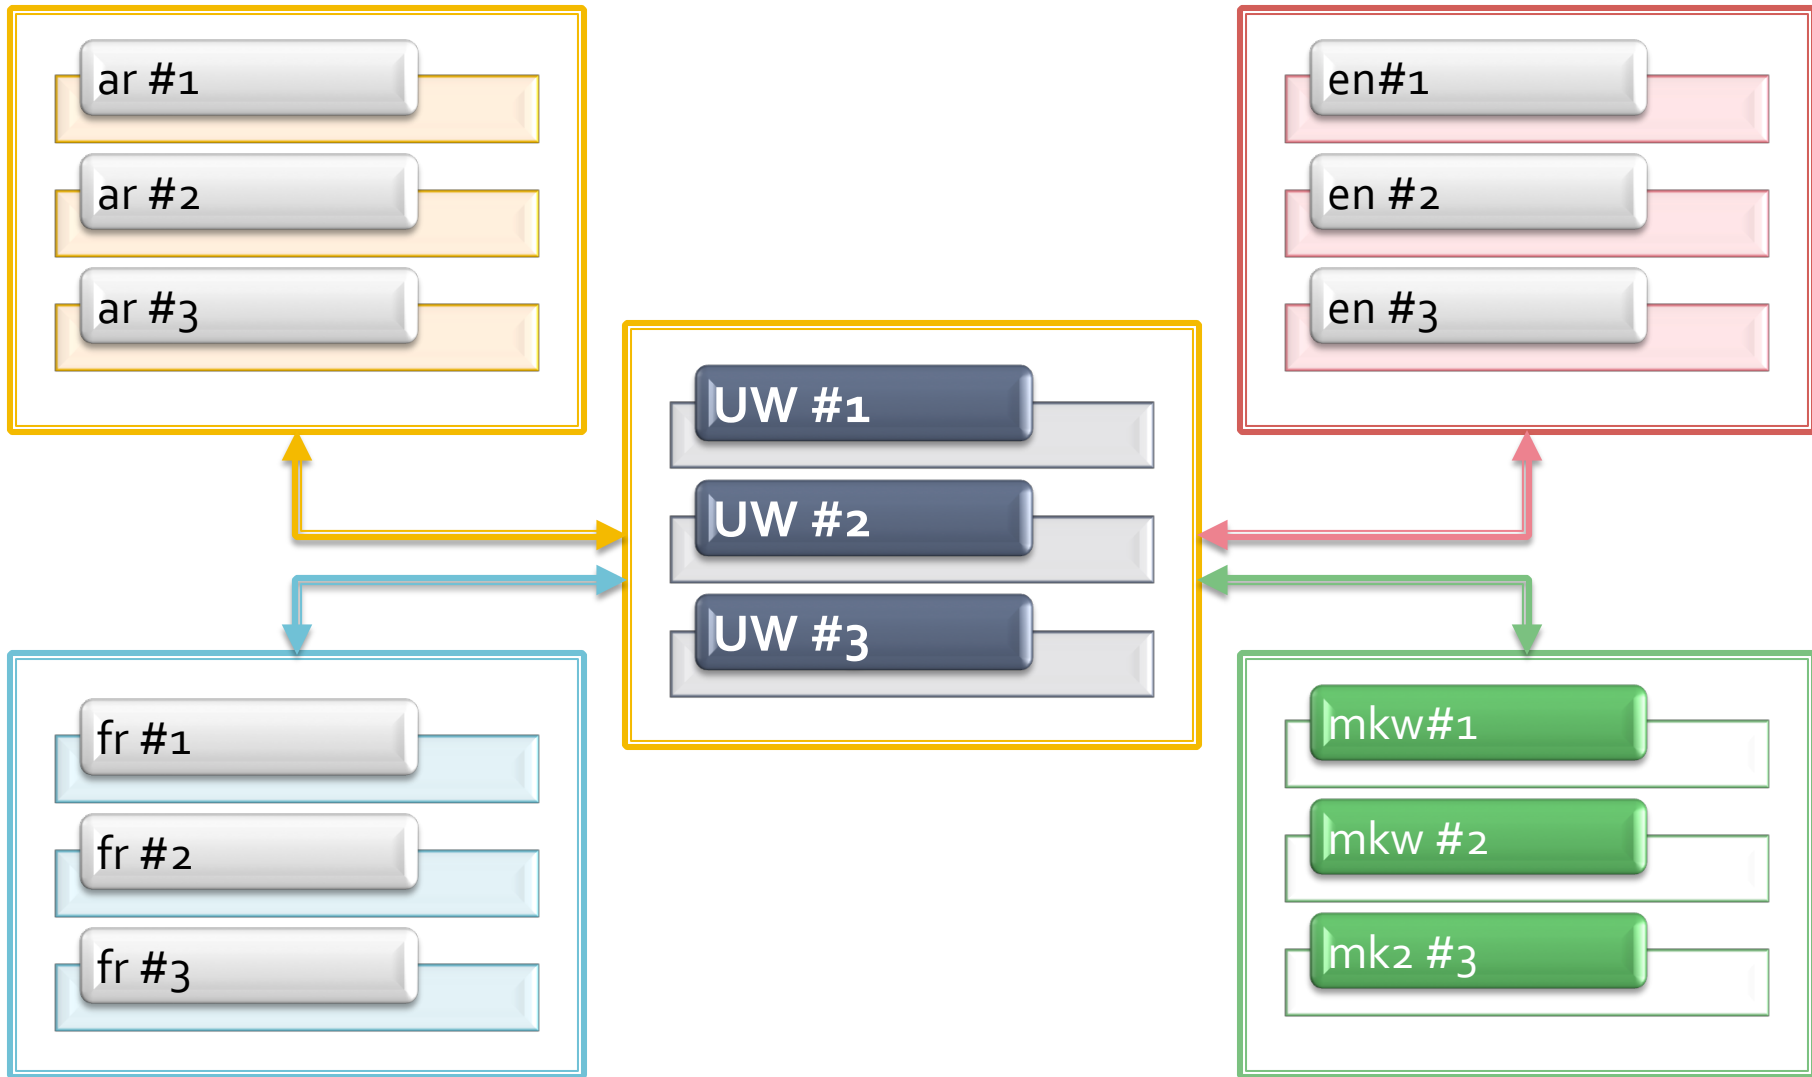 ar #1
ar #2
ar #3
en#1
en #2
en #3
UW #1
UW #2
UW #3
fr #1
fr #2
fr #3
mkw#1
mkw #2
mk2 #3